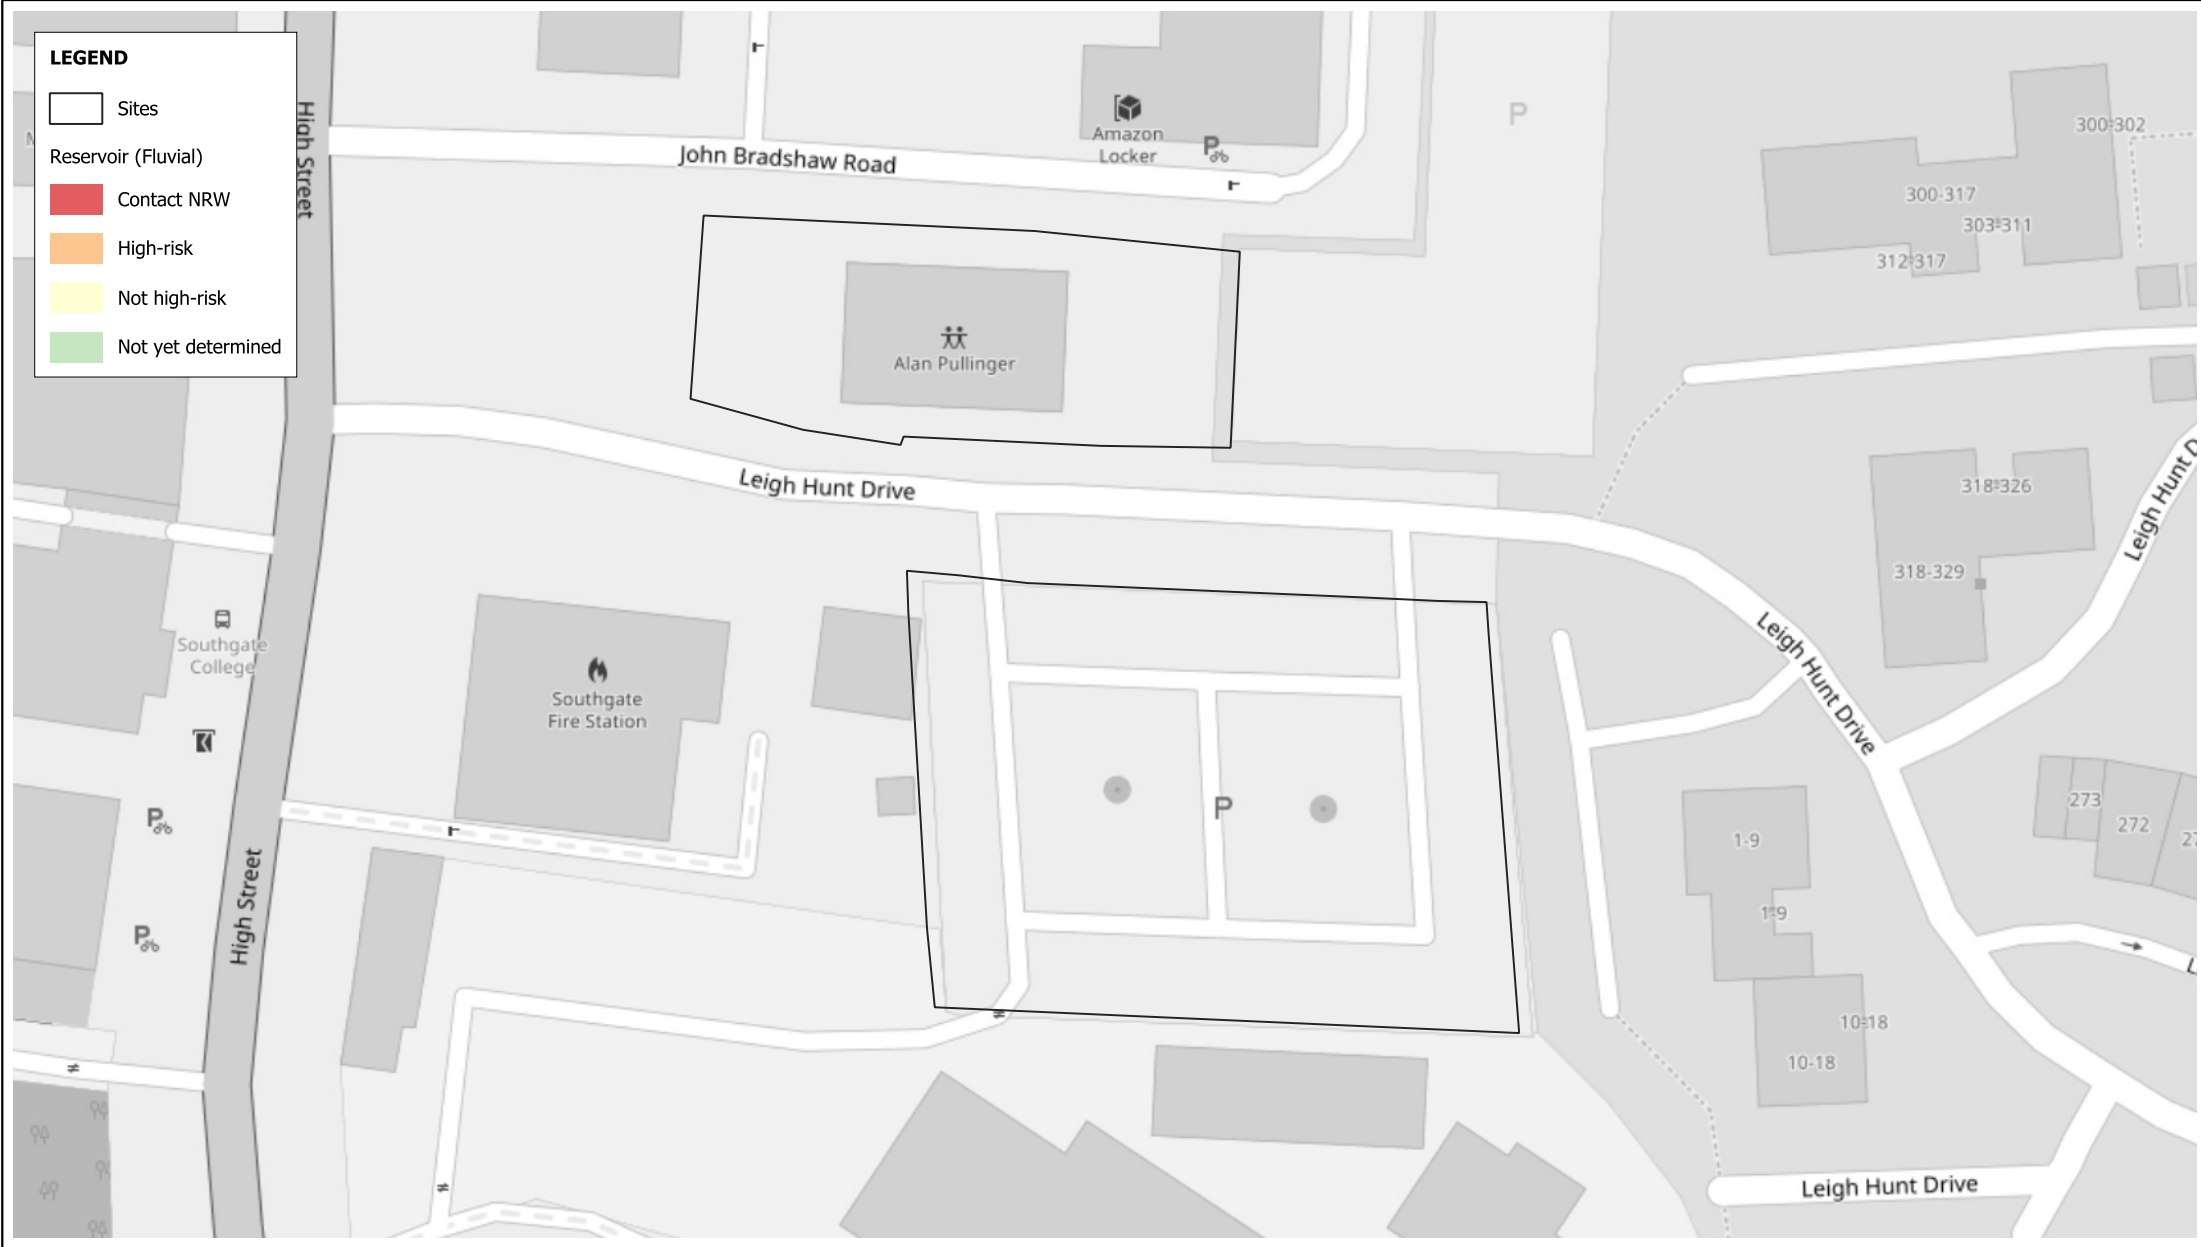 LEGEND
Sites
Reservoir (Fluvial)
Contact NRW
High-risk
Not high-risk
Not yet determined
High Street
John Bradshaw Road
Amazon
Locker
P
P
300-302
300-317
303-311
312-317
Alan Pullinger
Leigh Hunt Drive
318-326
318-329
Leigh Hunt D
Southgate
College
Southgate
Fire Station
Leigh Hunt Drive
P
P
P
273
272
27
1-9
1-9
High Street
10-18
10-18
L
Leigh Hunt Drive